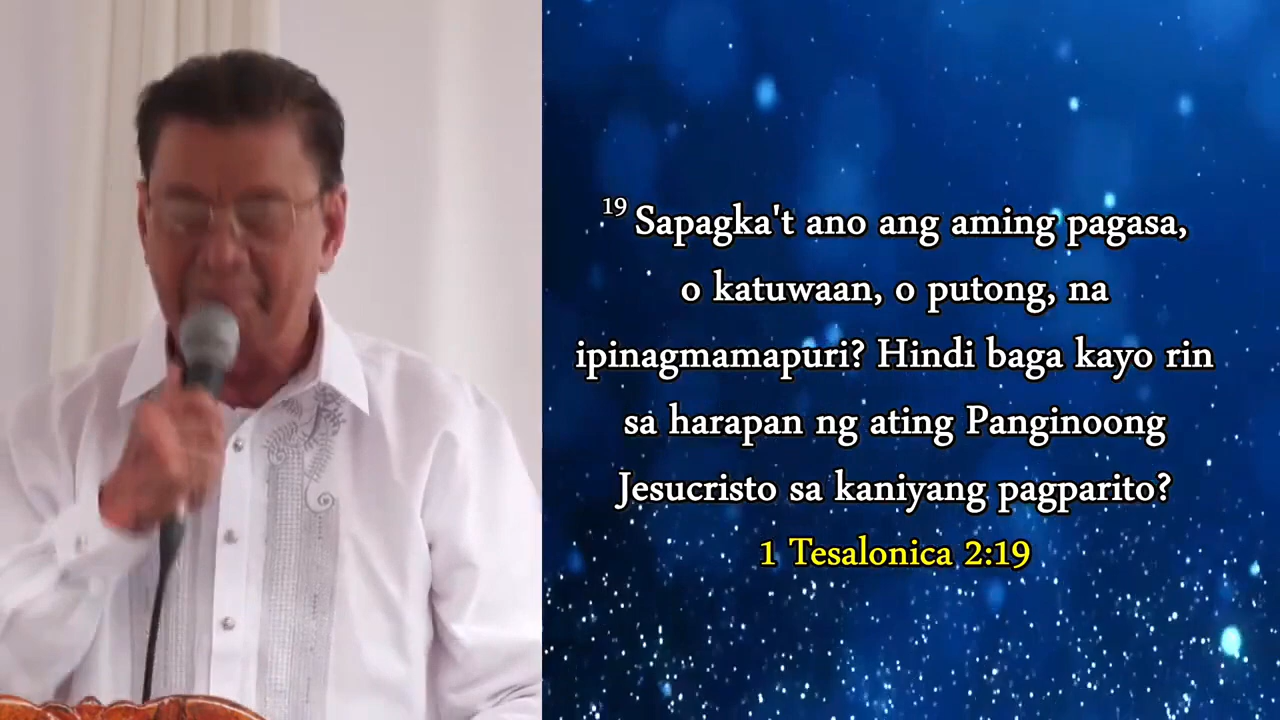 19 Sapagka't ano ang aming pagasa,
o katuwaan, o putong, na
ipinagmamapuri? Hindi baga kayo rin
sa harapan ng ating Panginoong
Jesucristo sa kaniyang pagparito?
1 Tesalonica 2:19